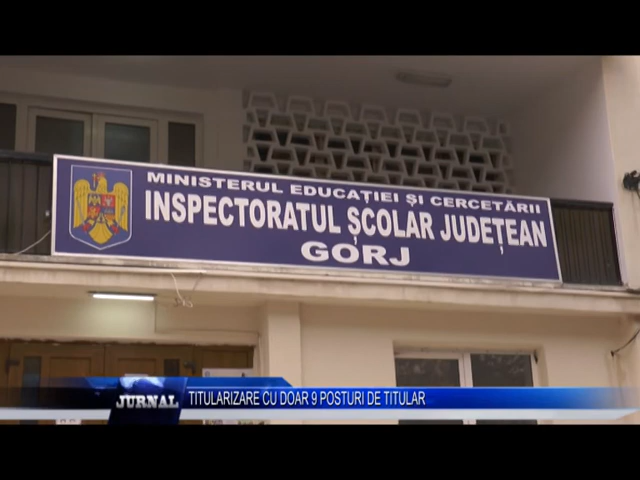 MINISTERUL EDUCAȚIEI ȘI CERCETĂRII
INSPECTORATUL ȘCOLAR JUDEȚEAN
GORJ
JURNAL
TITULARIZARE CU DOAR 9 POSTURI DE TITULAR